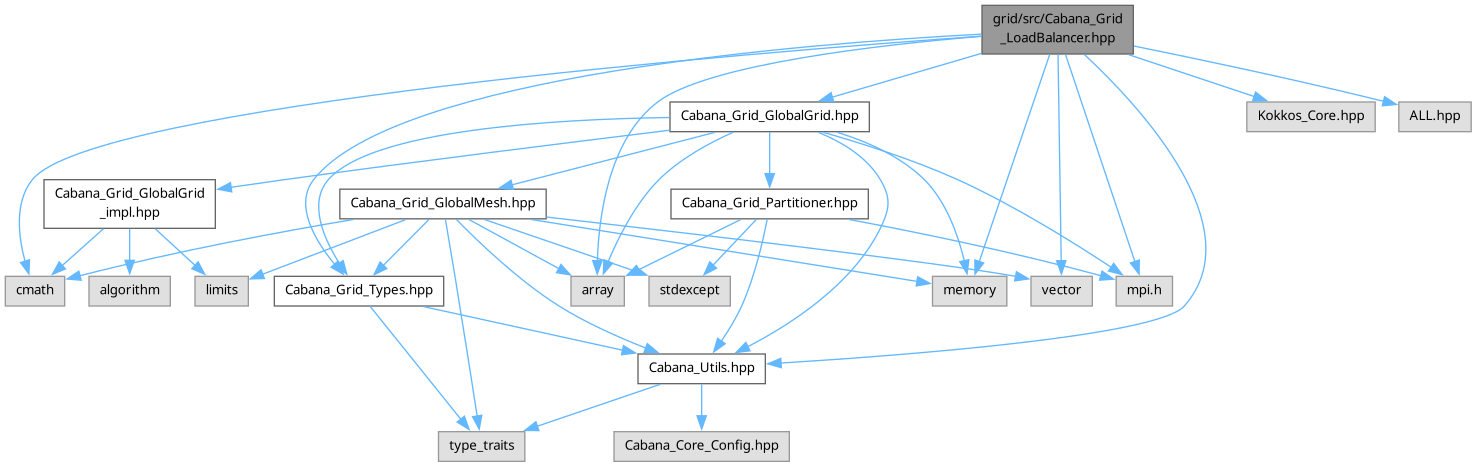 grid/src/Cabana_Grid
_LoadBalancer.hpp
Cabana_Grid_GlobalGrid.hpp
Kokkos_Core.hpp
ALL.hpp
Cabana_Grid_GlobalGrid
_impl.hpp
Cabana_Grid_GlobalMesh.hpp
Cabana_Grid_Partitioner.hpp
cmath
algorithm
limits
Cabana_Grid_Types.hpp
array
stdexcept
memory
vector
mpi.h
Cabana_Utils.hpp
type_traits
Cabana_Core_Config.hpp